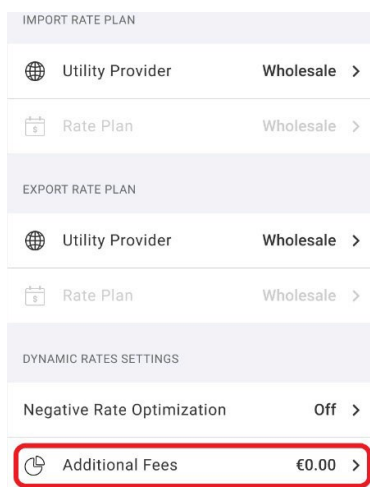 IMPORT RATE PLAN
Utility Provider Wholesale >
Rate Plan Wholesale >
EXPORT RATE PLAN
Utility Provider Wholesale >
Rate Plan Wholesale >
DYNAMIC RATES SETTINGS
Negative Rate Optimization Off >
Additional Fees €0.00 >